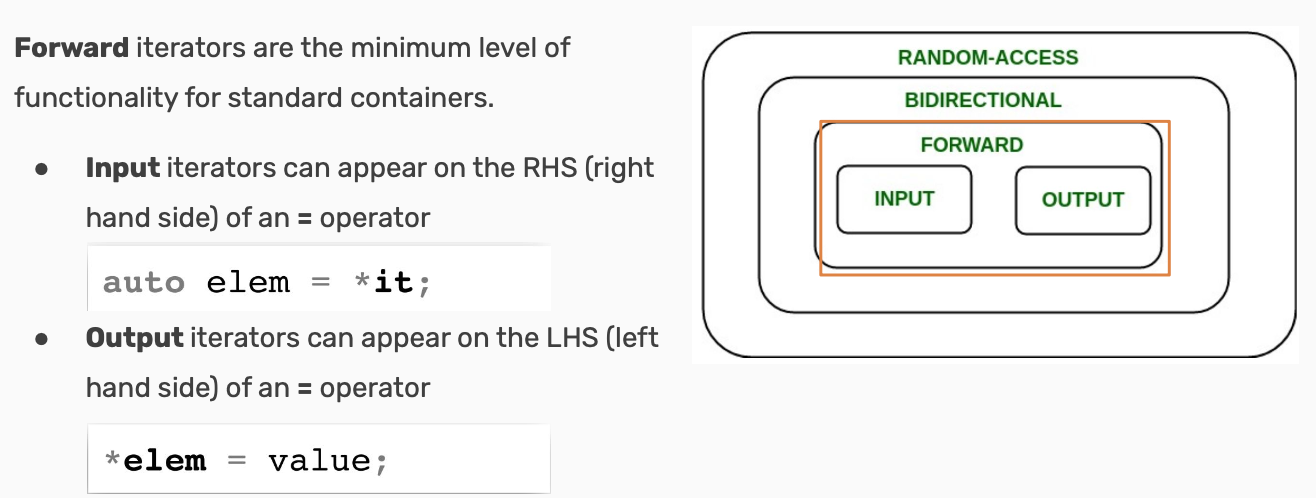 Forward iterators are the minimum level of
functionality for standard containers.
● Input iterators can appear on the RHS (right
hand side) of an = operator
auto elem = *it;
● Output iterators can appear on the LHS (left
hand side) of an = operator
*elem = value;
RANDOM-ACCESS
BIDIRECTIONAL
FORWARD
INPUT
OUTPUT